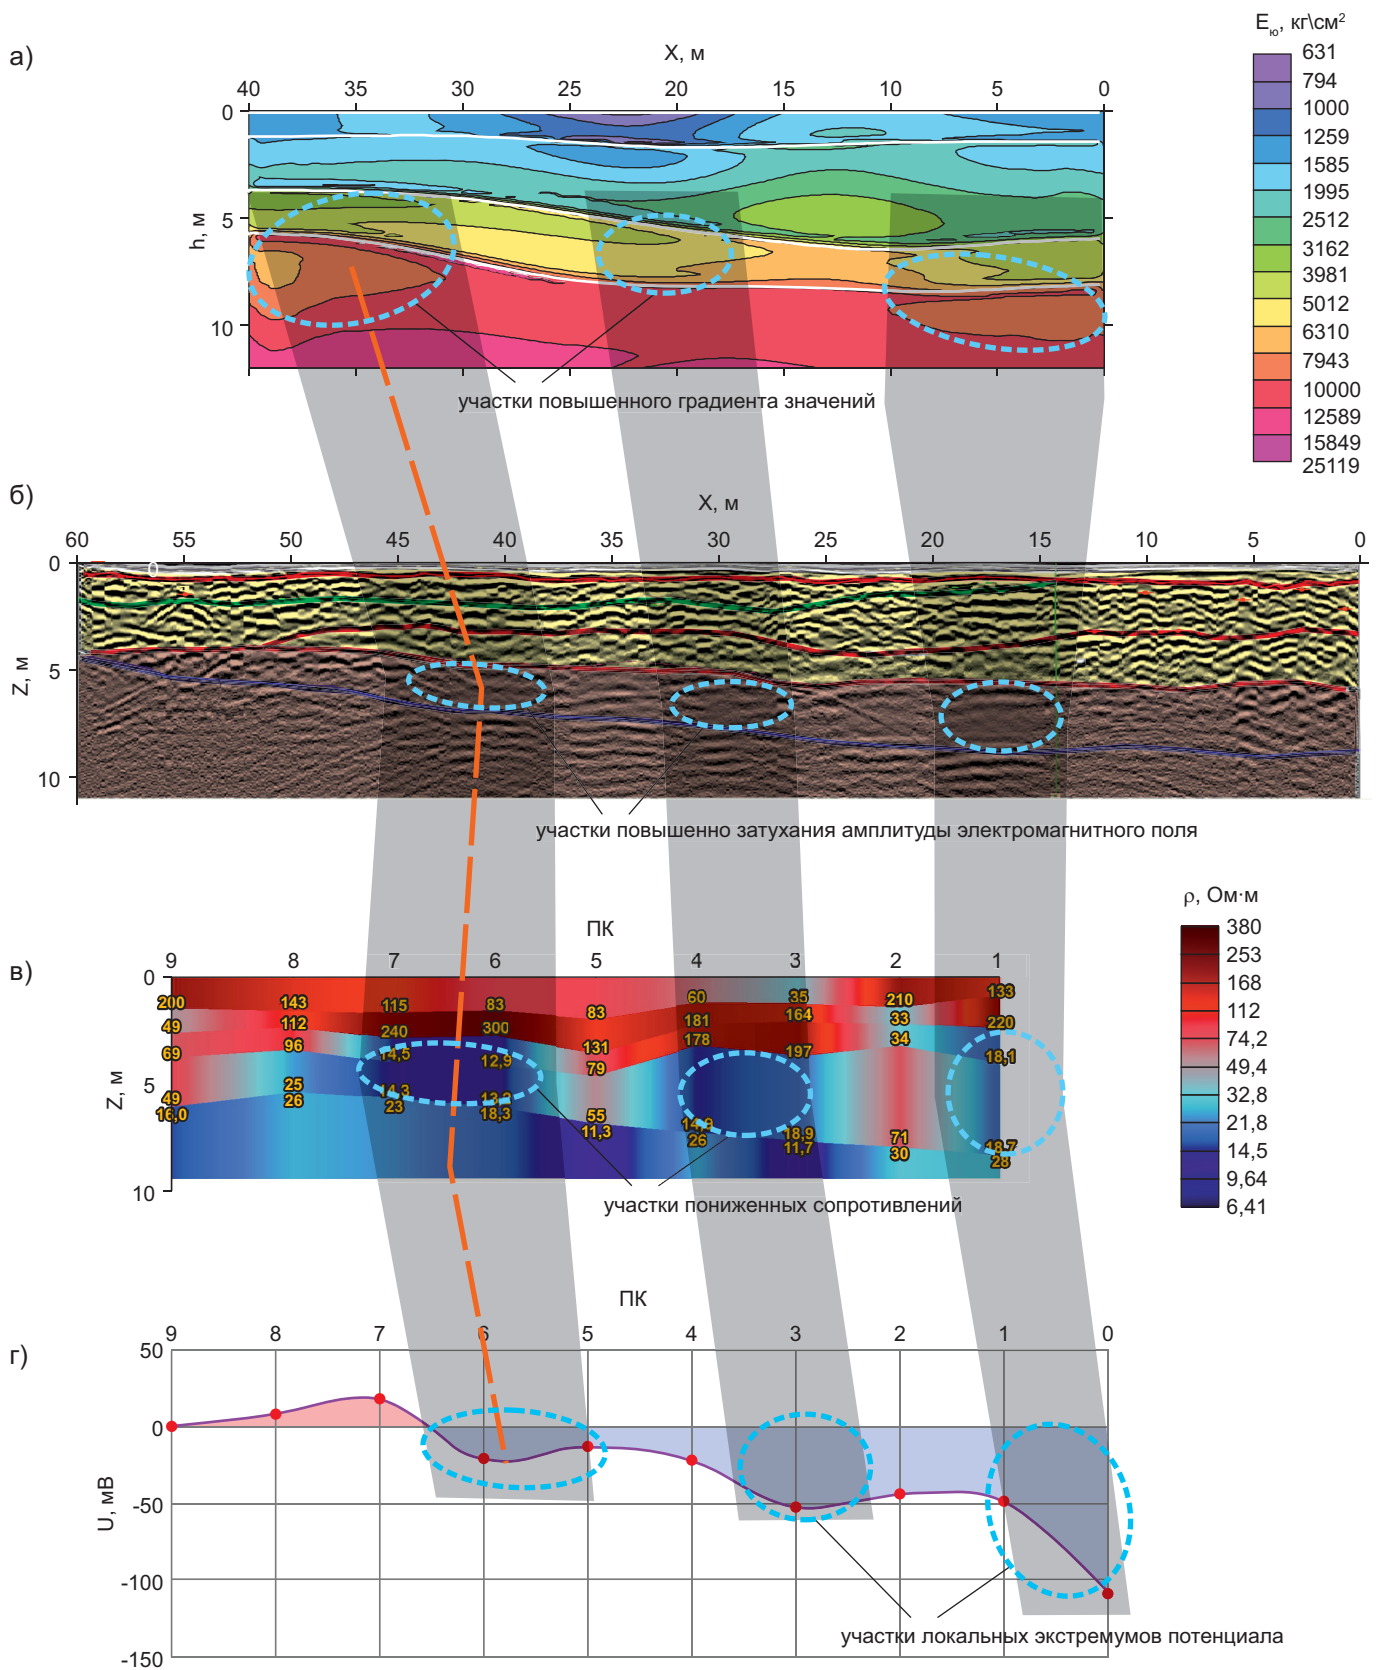 а)
X, м
40 35 30 25 20 15 10 5 0
0
5
10
h, м
Eю, кг\см²
631
794
1000
1259
1585
1995
2512
3162
3981
5012
6310
7943
10000
12589
15849
25119
участки повышенного градиента значений
б)
X, м
60 55 50 45 40 35 30 25 20 15 10 5 0
0
0
5
10
Z, м
участки повышенно затухания амплитуды электромагнитного поля
в)
ПК
9 8 7 6 5 4 3 2 1
0
5
10
Z, м
200 49 69 49 16,0
143 112 96 25 26
115 240 14,5 14,3 23
83 300 12,9 18,3
83 131 79 55 11,3
60 181 178 26
35 164 197 18,9 11,7
210 33 34 71 30
133 220 18,1 18,7 28
ρ, Ом·м
380
253
168
112
74,2
49,4
32,8
21,8
14,5
9,64
6,41
участки пониженных сопротивлений
г)
ПК
9 8 7 6 5 4 3 2 1 0
50
0
-50
-100
-150
U, мВ
участки локальных экстремумов потенциала